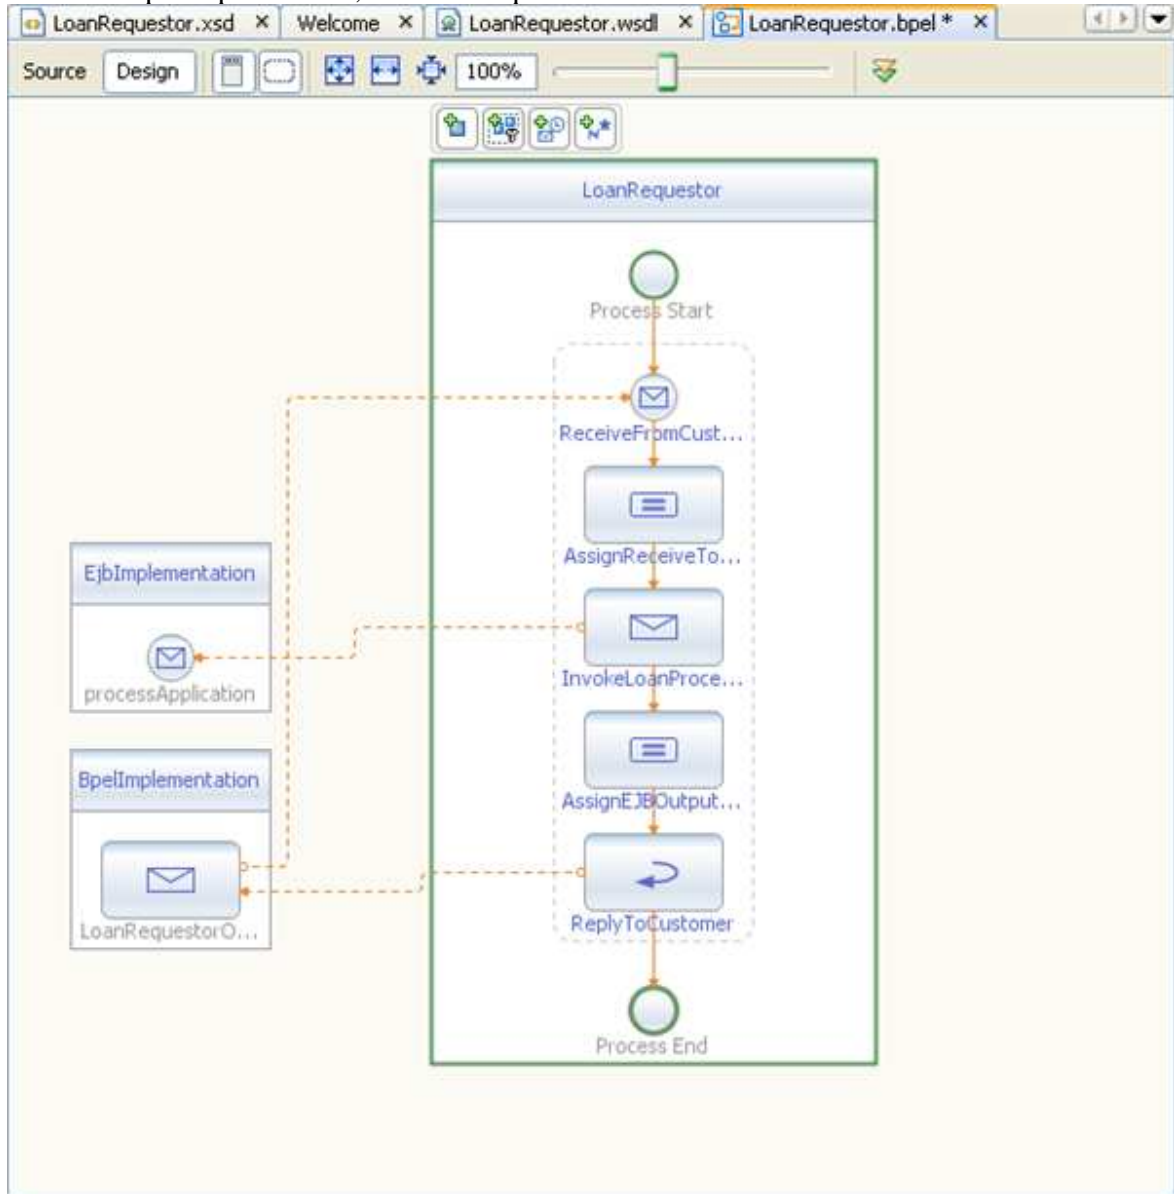 LoanRequestor.xsd × Welcome × LoanRequestor.wsdl × LoanRequestor.bpel * ×
Source Design 100%
LoanRequestor
Process Start
ReceiveFromCust...
AssignReceiveTo...
EjbImplementation
processApplication
InvokeLoanProce...
AssignEJBOutput...
BpelImplementation
LoanRequestorO...
ReplyToCustomer
Process End